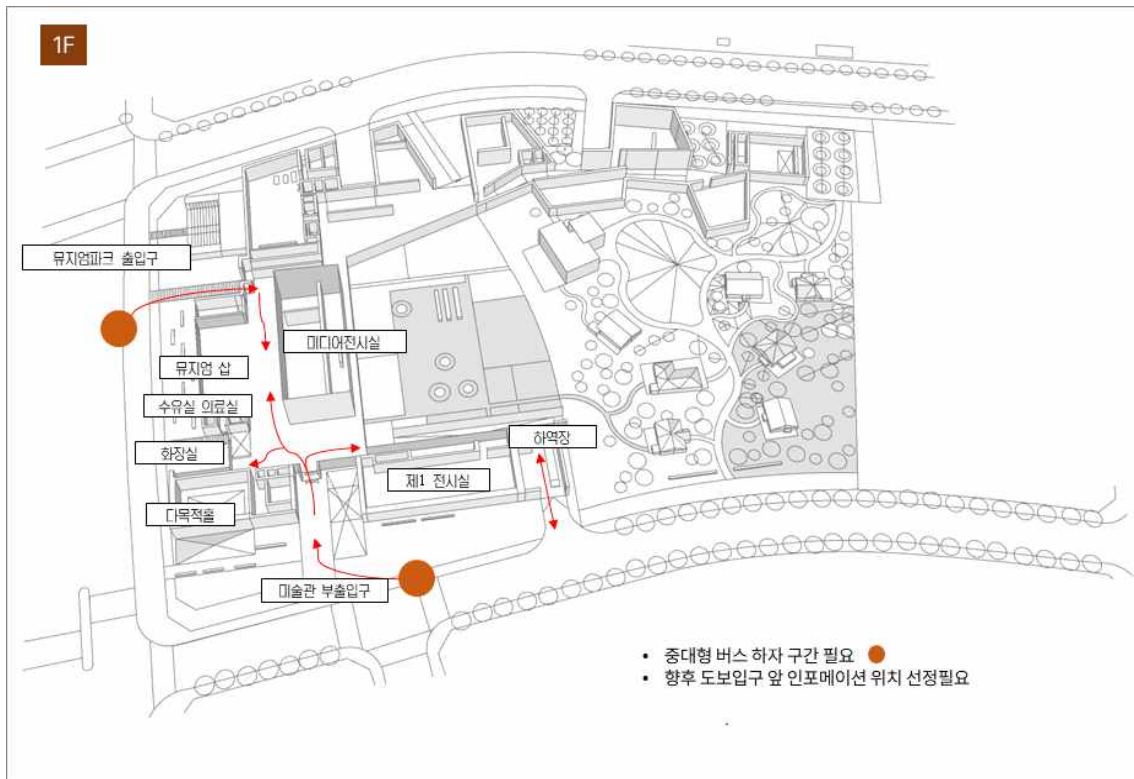 1F
뮤지엄파크 출입구
미디어전시실
뮤지엄 샵
수유실 의료실
화장실
하역장
제1 전시실
다목적홀
미술관 부출입구
• 중대형 버스 하자 구간 필요
• 향후 도보입구 앞 인포메이션 위치 선정필요